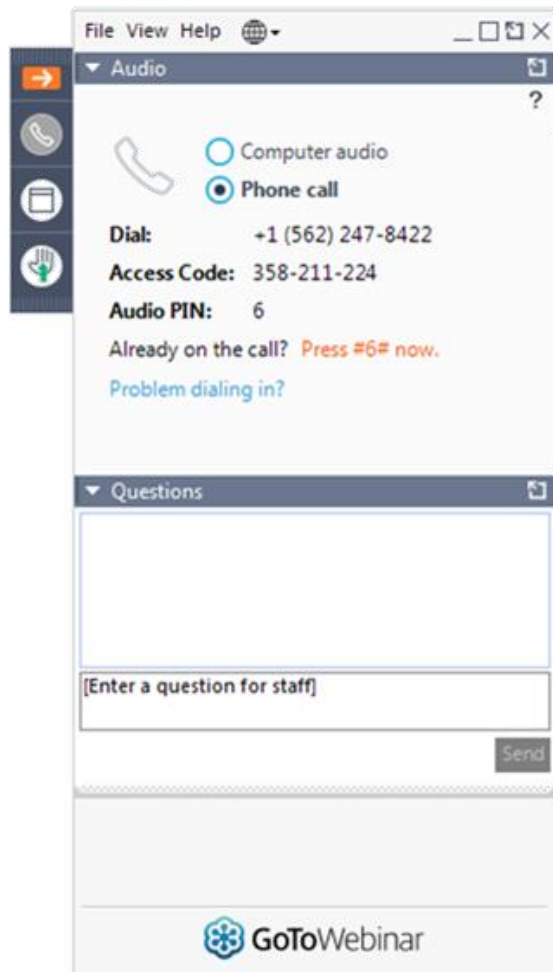 File View Help
Audio
?
Computer audio
Phone call
Dial: +1 (562) 247-8422
Access Code: 358-211-224
Audio PIN: 6
Already on the call? Press #6# now.
Problem dialing in?
Questions
[Enter a question for staff]
Send
GoToWebinar